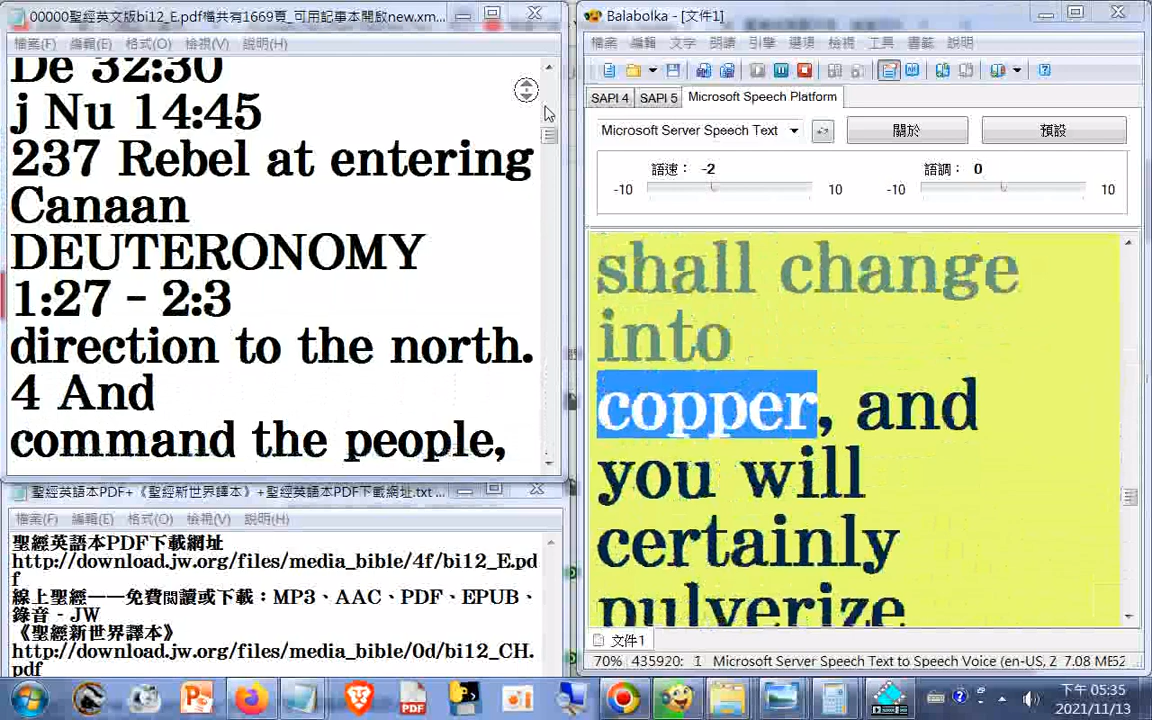 00000聖經英文版bi12_E.pdf檔共有1669頁_可用記事本開啟new.xm...
檔案(F) 編輯(E) 格式(O) 檢視(V) 說明(H)
De 32:30
j Nu 14:45
237 Rebel at entering
Canaan
DEUTERONOMY
1:27 – 2:3
direction to the north.
4 And
command the people,
聖經英語本PDF+《聖經新世界譯本》+聖經英語本PDF下載網址.txt ...
檔案(F) 編輯(E) 格式(O) 檢視(V) 說明(H)
聖經英語本PDF下載網址
http://download.jw.org/files/media_bible/4f/bi12_E.pd
f
線上聖經——免費閱讀或下載：MP3、AAC、PDF、EPUB、
錄音 - JW
《聖經新世界譯本》
http://download.jw.org/files/media_bible/0d/bi12_CH.
pdf
Balabolka - [文件1]
檔案 編輯 文字 朗讀 引擎 選項 檢視 工具 書籤 說明
SAPI 4 SAPI 5 Microsoft Speech Platform
Microsoft Server Speech Text 關於 預設
語速： -2 語調： 0
-10 10 -10 10
shall change
into
copper, and
you will
certainly
pulverize
文件1
70% 435920: 1 Microsoft Server Speech Text to Speech Voice (en-US, Z 7.08 ME52
下午 05:35
2021/11/13